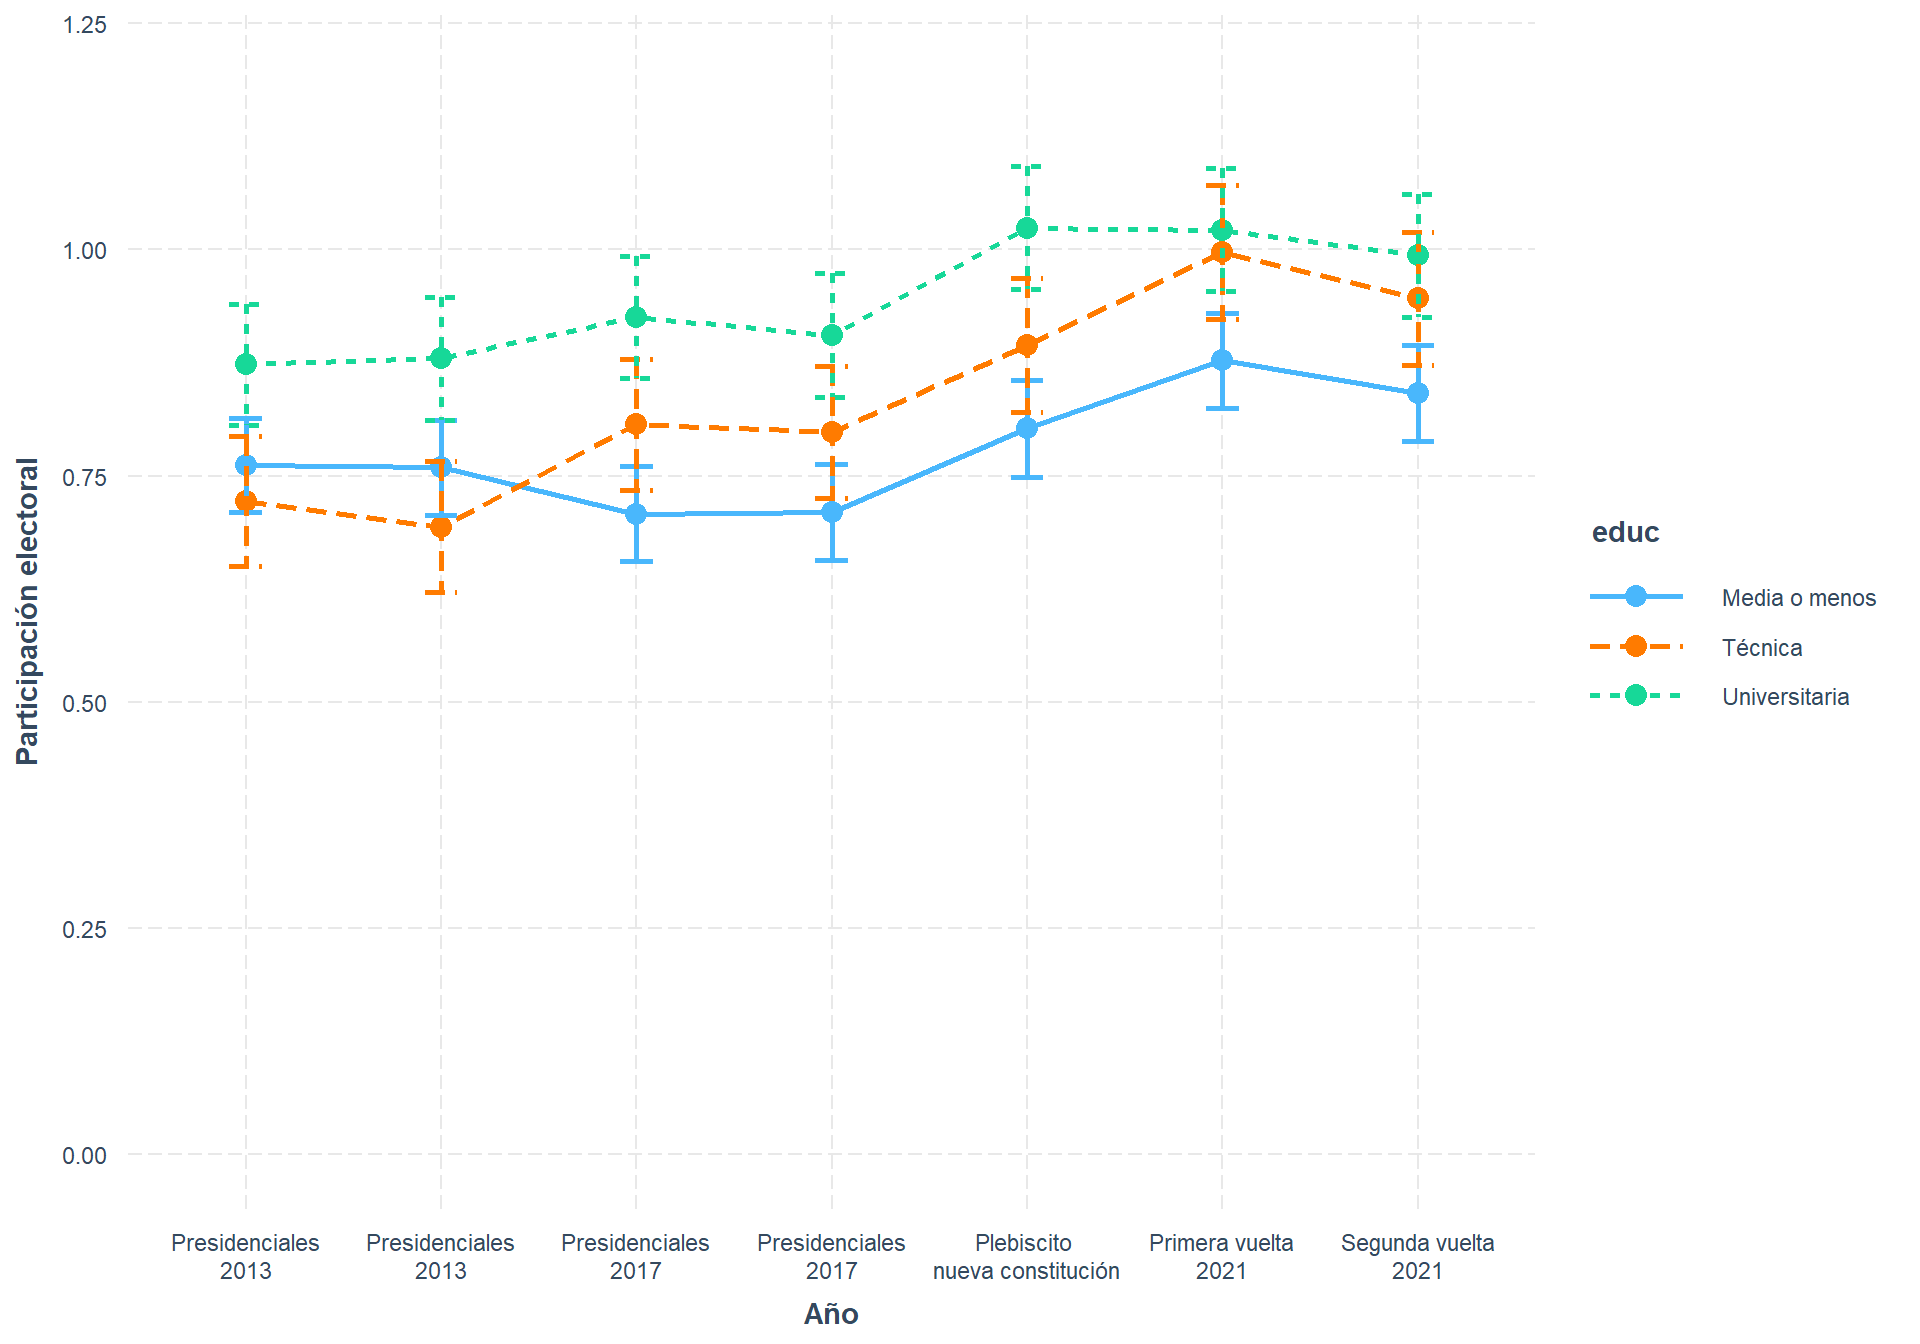 1.25
1.00
0.75
0.50
0.25
0.00
Participación electoral
Presidenciales
2013
Presidenciales
2013
Presidenciales
2017
Presidenciales
2017
Plebiscito
nueva constitución
Primera vuelta
2021
Segunda vuelta
2021
Año
educ
Media o menos
Técnica
Universitaria